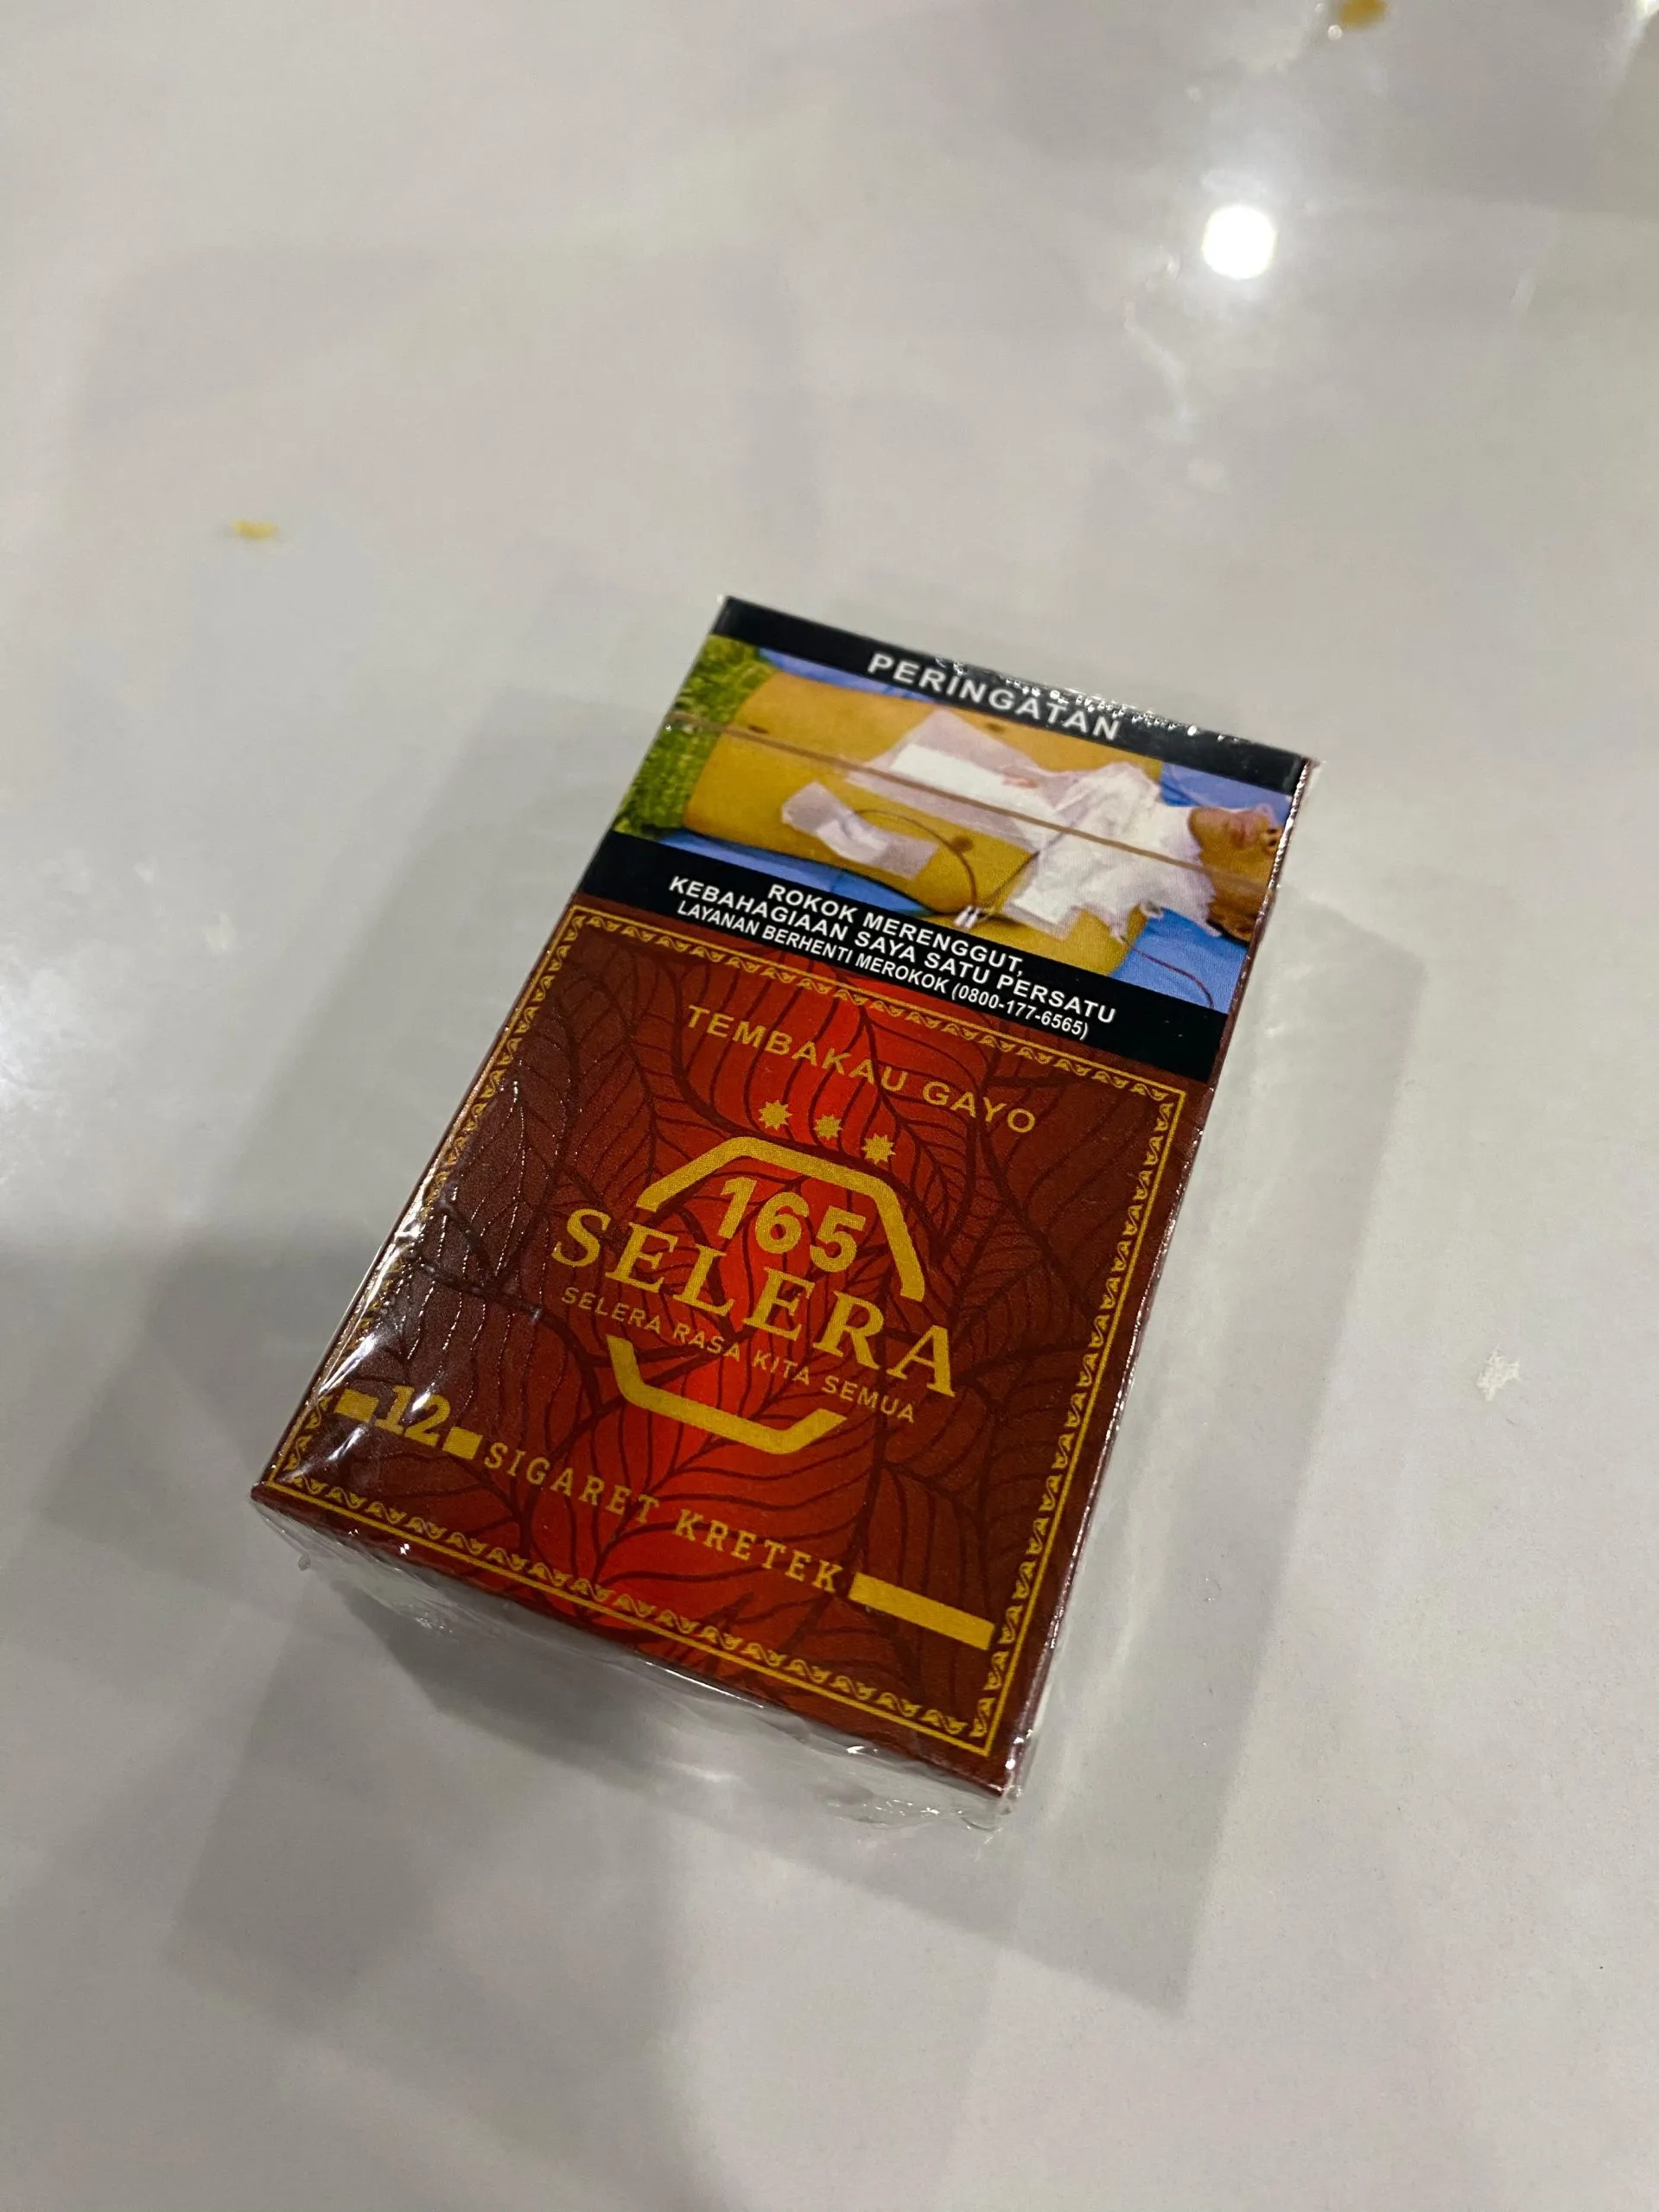 PERINGATAN
ROKOK MERENGGUT,
KEBAHAGIAAN SAYA SATU PERSATU
LAYANAN BERHENTI MEROKOK (0800-177-6565)
TEMBAKAU GAYO
165
SELERA
SELERA RASA KITA SEMUA
12 SIGARET KRETEK